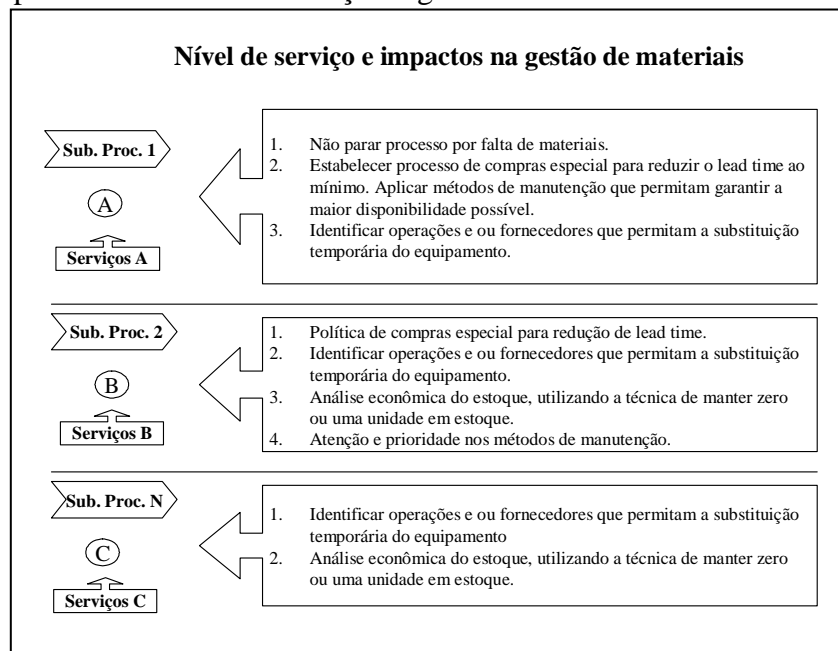 Nível de serviço e impactos na gestão de materiais
Sub. Proc. 1
A
Serviços A
1. Não parar processo por falta de materiais.
2. Estabelecer processo de compras especial para reduzir o lead time ao
mínimo. Aplicar métodos de manutenção que permitam garantir a
maior disponibilidade possível.
3. Identificar operações e ou fornecedores que permitam a substituição
temporária do equipamento.
Sub. Proc. 2
B
Serviços B
1. Política de compras especial para redução de lead time.
2. Identificar operações e ou fornecedores que permitam a substituição
temporária do equipamento.
3. Análise econômica do estoque, utilizando a técnica de manter zero
ou uma unidade em estoque.
4. Atenção e prioridade nos métodos de manutenção.
Sub. Proc. N
C
Serviços C
1. Identificar operações e ou fornecedores que permitam a substituição
temporária do equipamento
2. Análise econômica do estoque, utilizando a técnica de manter zero
ou uma unidade em estoque.